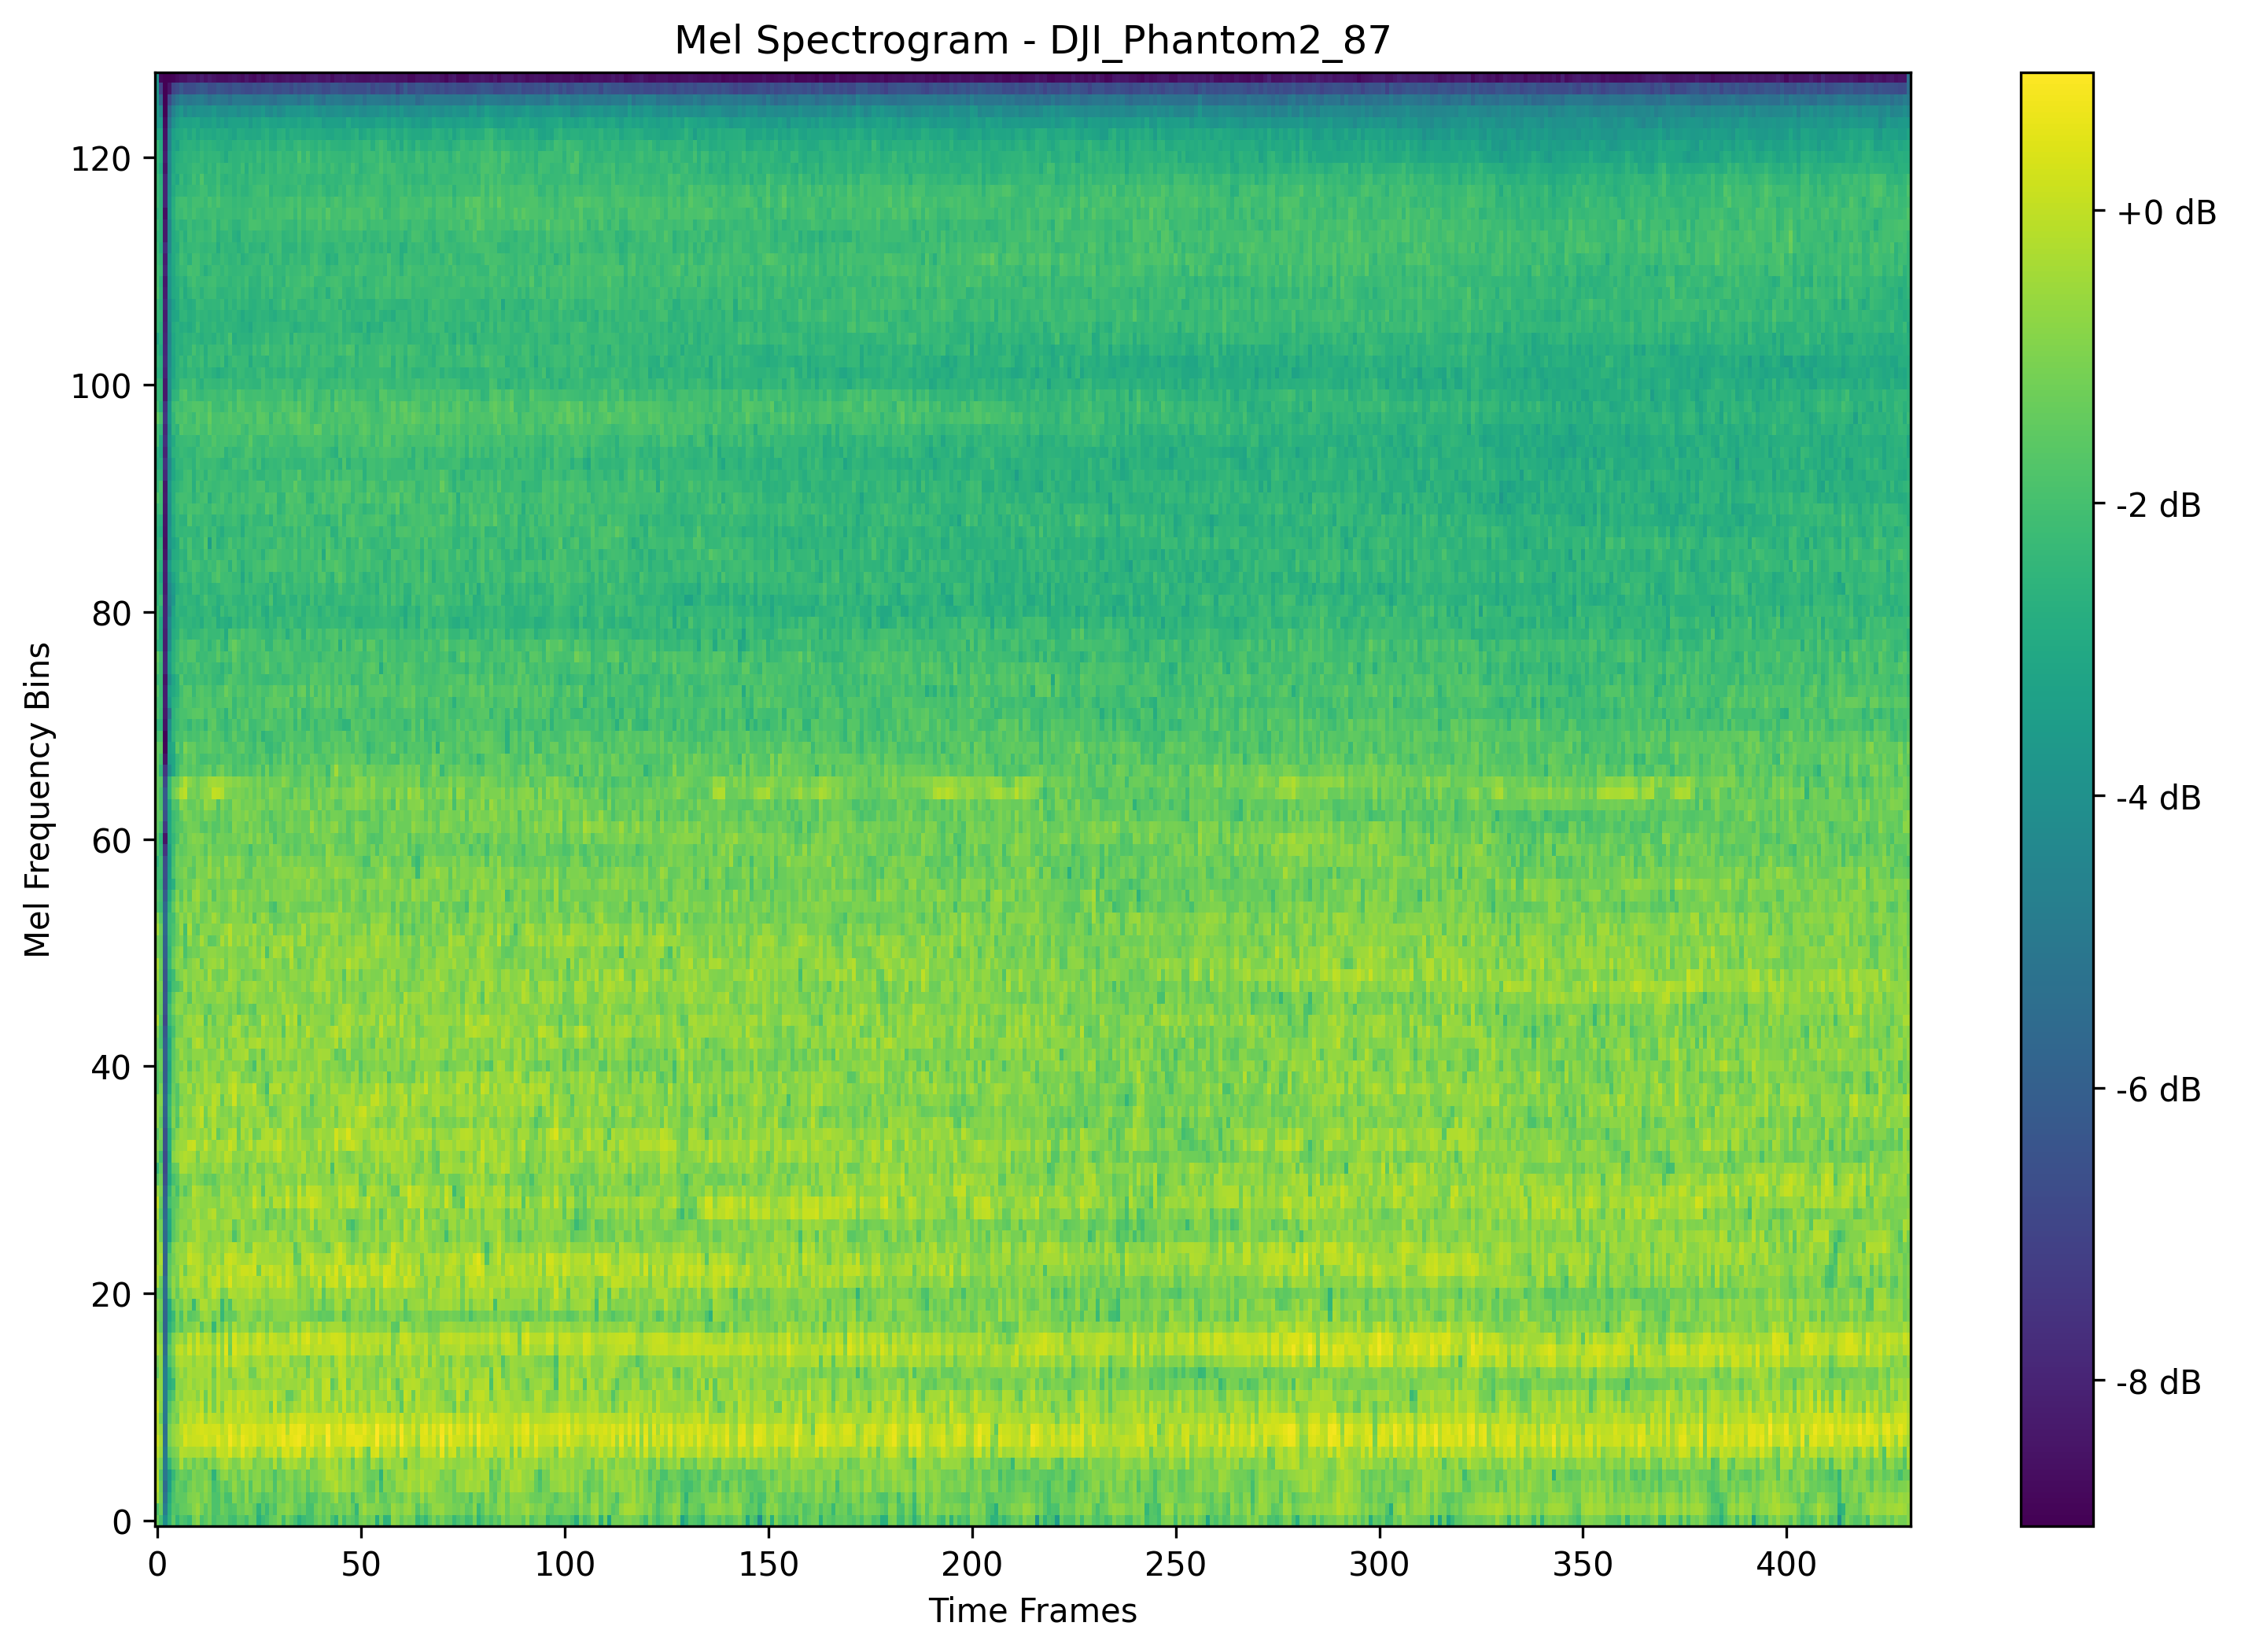 Mel Spectrogram - DJI_Phantom2_87
Mel Frequency Bins
120
100
80
60
40
20
0
0 50 100 150 200 250 300 350 400
Time Frames
+0 dB
-2 dB
-4 dB
-6 dB
-8 dB